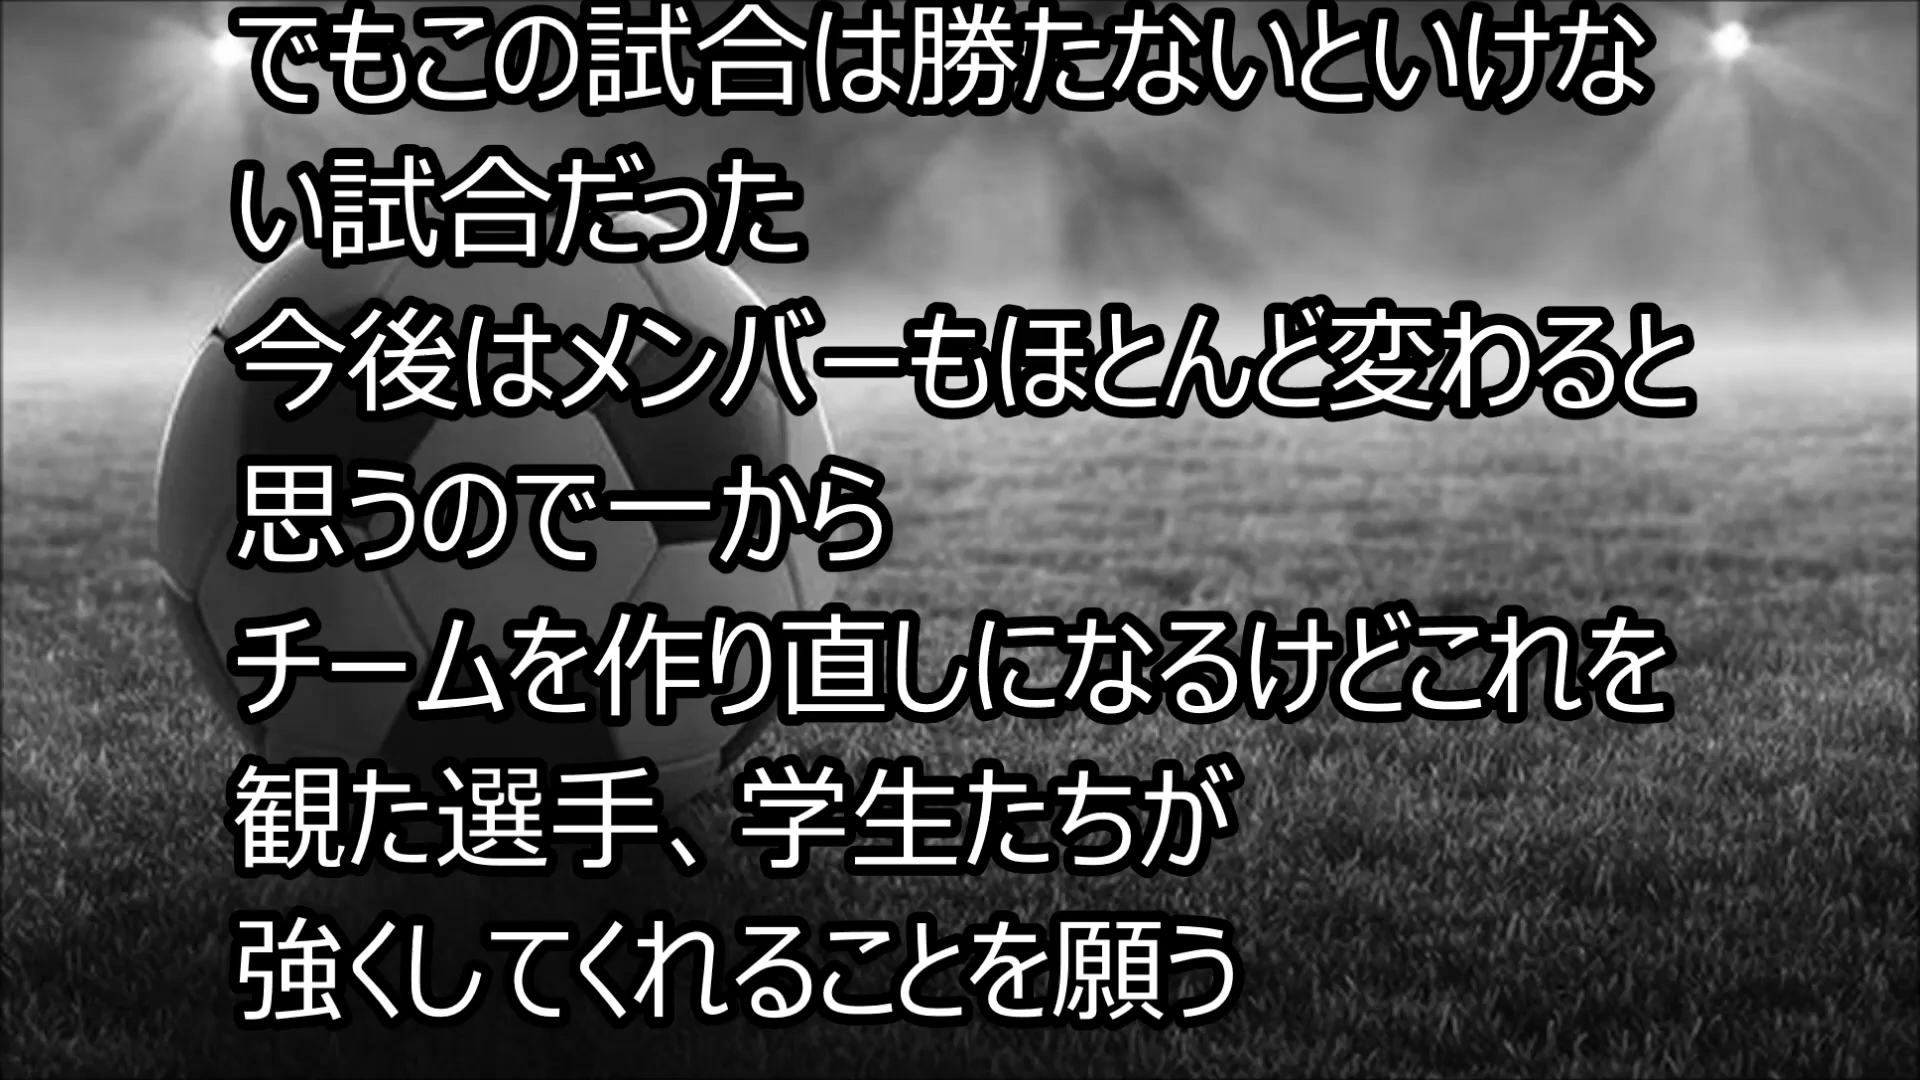 でもこの試合は勝たないといけな
い試合だった
今後はメンバーもほとんど変わると
思うので一から
チームを作り直しになるけどこれを
観た選手、学生たちが
強くしてくれることを願う